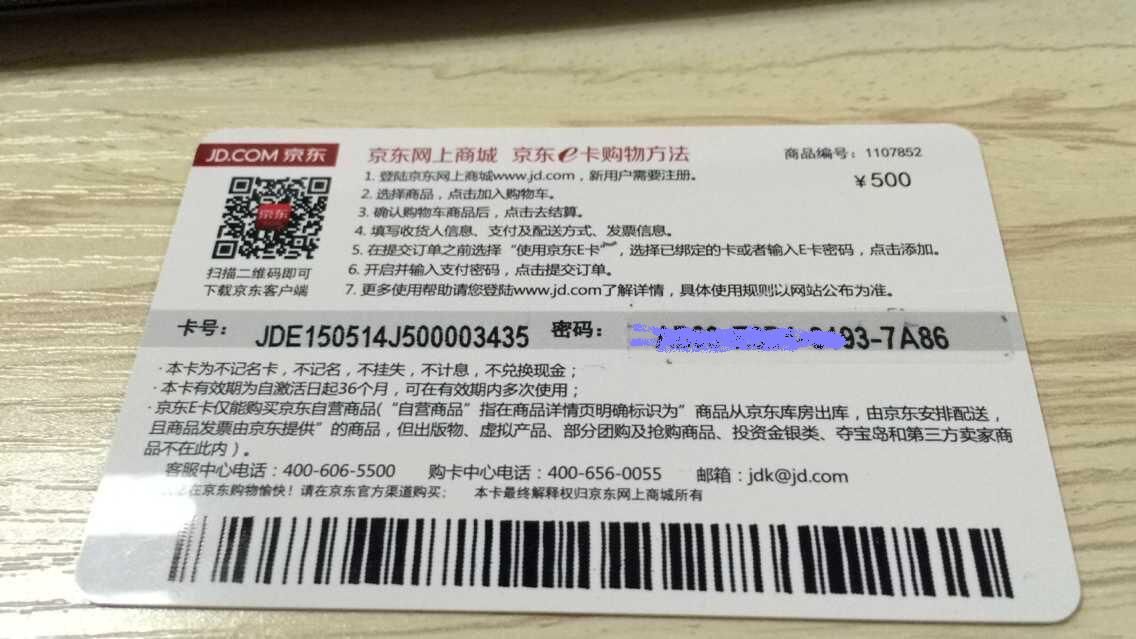 JD.COM 京东
京东网上商城 京东e卡购物方法
商品编号：1107852
￥500
1. 登陆京东网上商城www.jd.com，新用户需要注册。
2. 选择商品，点击加入购物车。
3. 确认购物车商品后，点击去结算。
4. 填写收货人信息、支付及配送方式、发票信息。
5. 在提交订单之前选择“使用京东E卡”，选择已绑定的卡或者输入E卡密码，点击添加。
6. 开启并输入支付密码，点击提交订单。
7. 更多使用帮助请您登陆www.jd.com了解详情，具体使用规则以网站公布为准。
京东
扫描二维码即可
下载京东客户端
卡号： JDE150514J500003435 密码： 93-7A86
·本卡为不记名卡，不记名，不挂失，不计息，不兑换现金；
·本卡有效期为自激活日起36个月，可在有效期内多次使用；
·京东E卡仅能购买京东自营商品(“自营商品”指在商品详情页明确标识为”商品从京东库房出库，由京东安排配送，
且商品发票由京东提供”的商品，但出版物、虚拟产品、部分团购及抢购商品、投资金银类、夺宝岛和第三方卖家商
品不在此内）。
客服中心电话：400-606-5500 购卡中心电话：400-656-0055 邮箱：jdk@jd.com
在京东购物愉快！请在京东官方渠道购买； 本卡最终解释权归京东网上商城所有